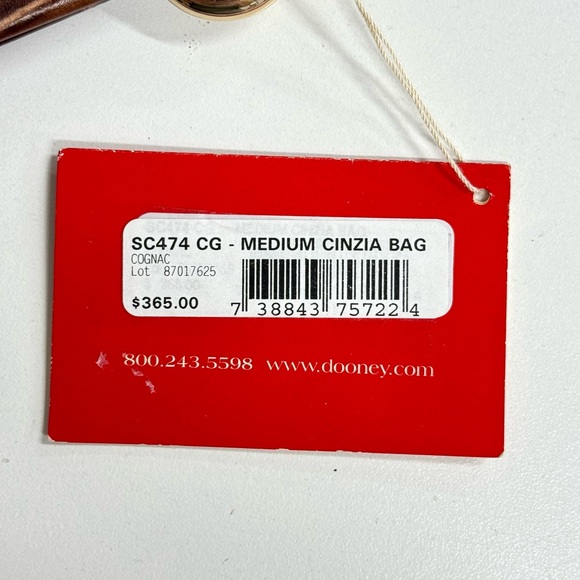 SC474 CG - MEDIUM CINZIA BAG
COGNAC
Lot 87017625
$365.00
7 38843 75722 4
800.243.5598 www.dooney.com